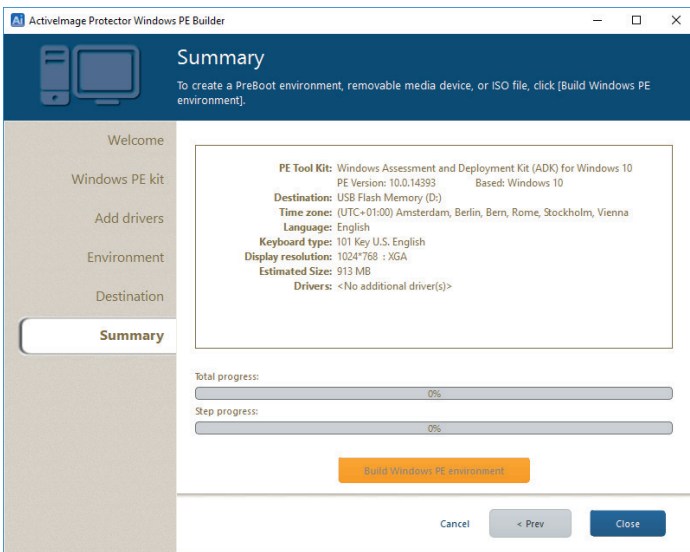 Ai ActiveImage Protector Windows PE Builder
Summary
To create a PreBoot environment, removable media device, or ISO file, click [Build Windows PE
environment].
Welcome
Windows PE kit
Add drivers
Environment
Destination
Summary
PE Tool Kit: Windows Assessment and Deployment Kit (ADK) for Windows 10
PE Version: 10.0.14393 Based: Windows 10
Destination: USB Flash Memory (D:)
Time zone: (UTC+01:00) Amsterdam, Berlin, Bern, Rome, Stockholm, Vienna
Language: English
Keyboard type: 101 Key U.S. English
Display resolution: 1024*768 : XGA
Estimated Size: 913 MB
Drivers: <No additional driver(s)>
Total progress:
0%
Step progress:
0%
Build Windows PE environment
Cancel < Prev Close